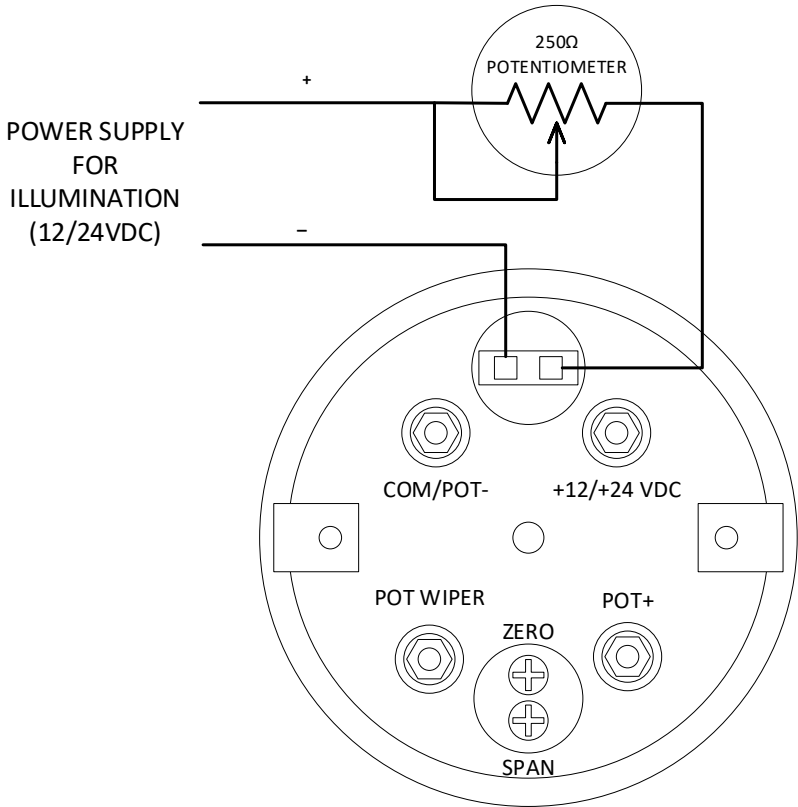 250Ω
POTENTIOMETER
+
POWER SUPPLY
FOR
ILLUMINATION
(12/24VDC)
–
COM/POT-
+12/+24 VDC
POT WIPER
POT+
ZERO
SPAN